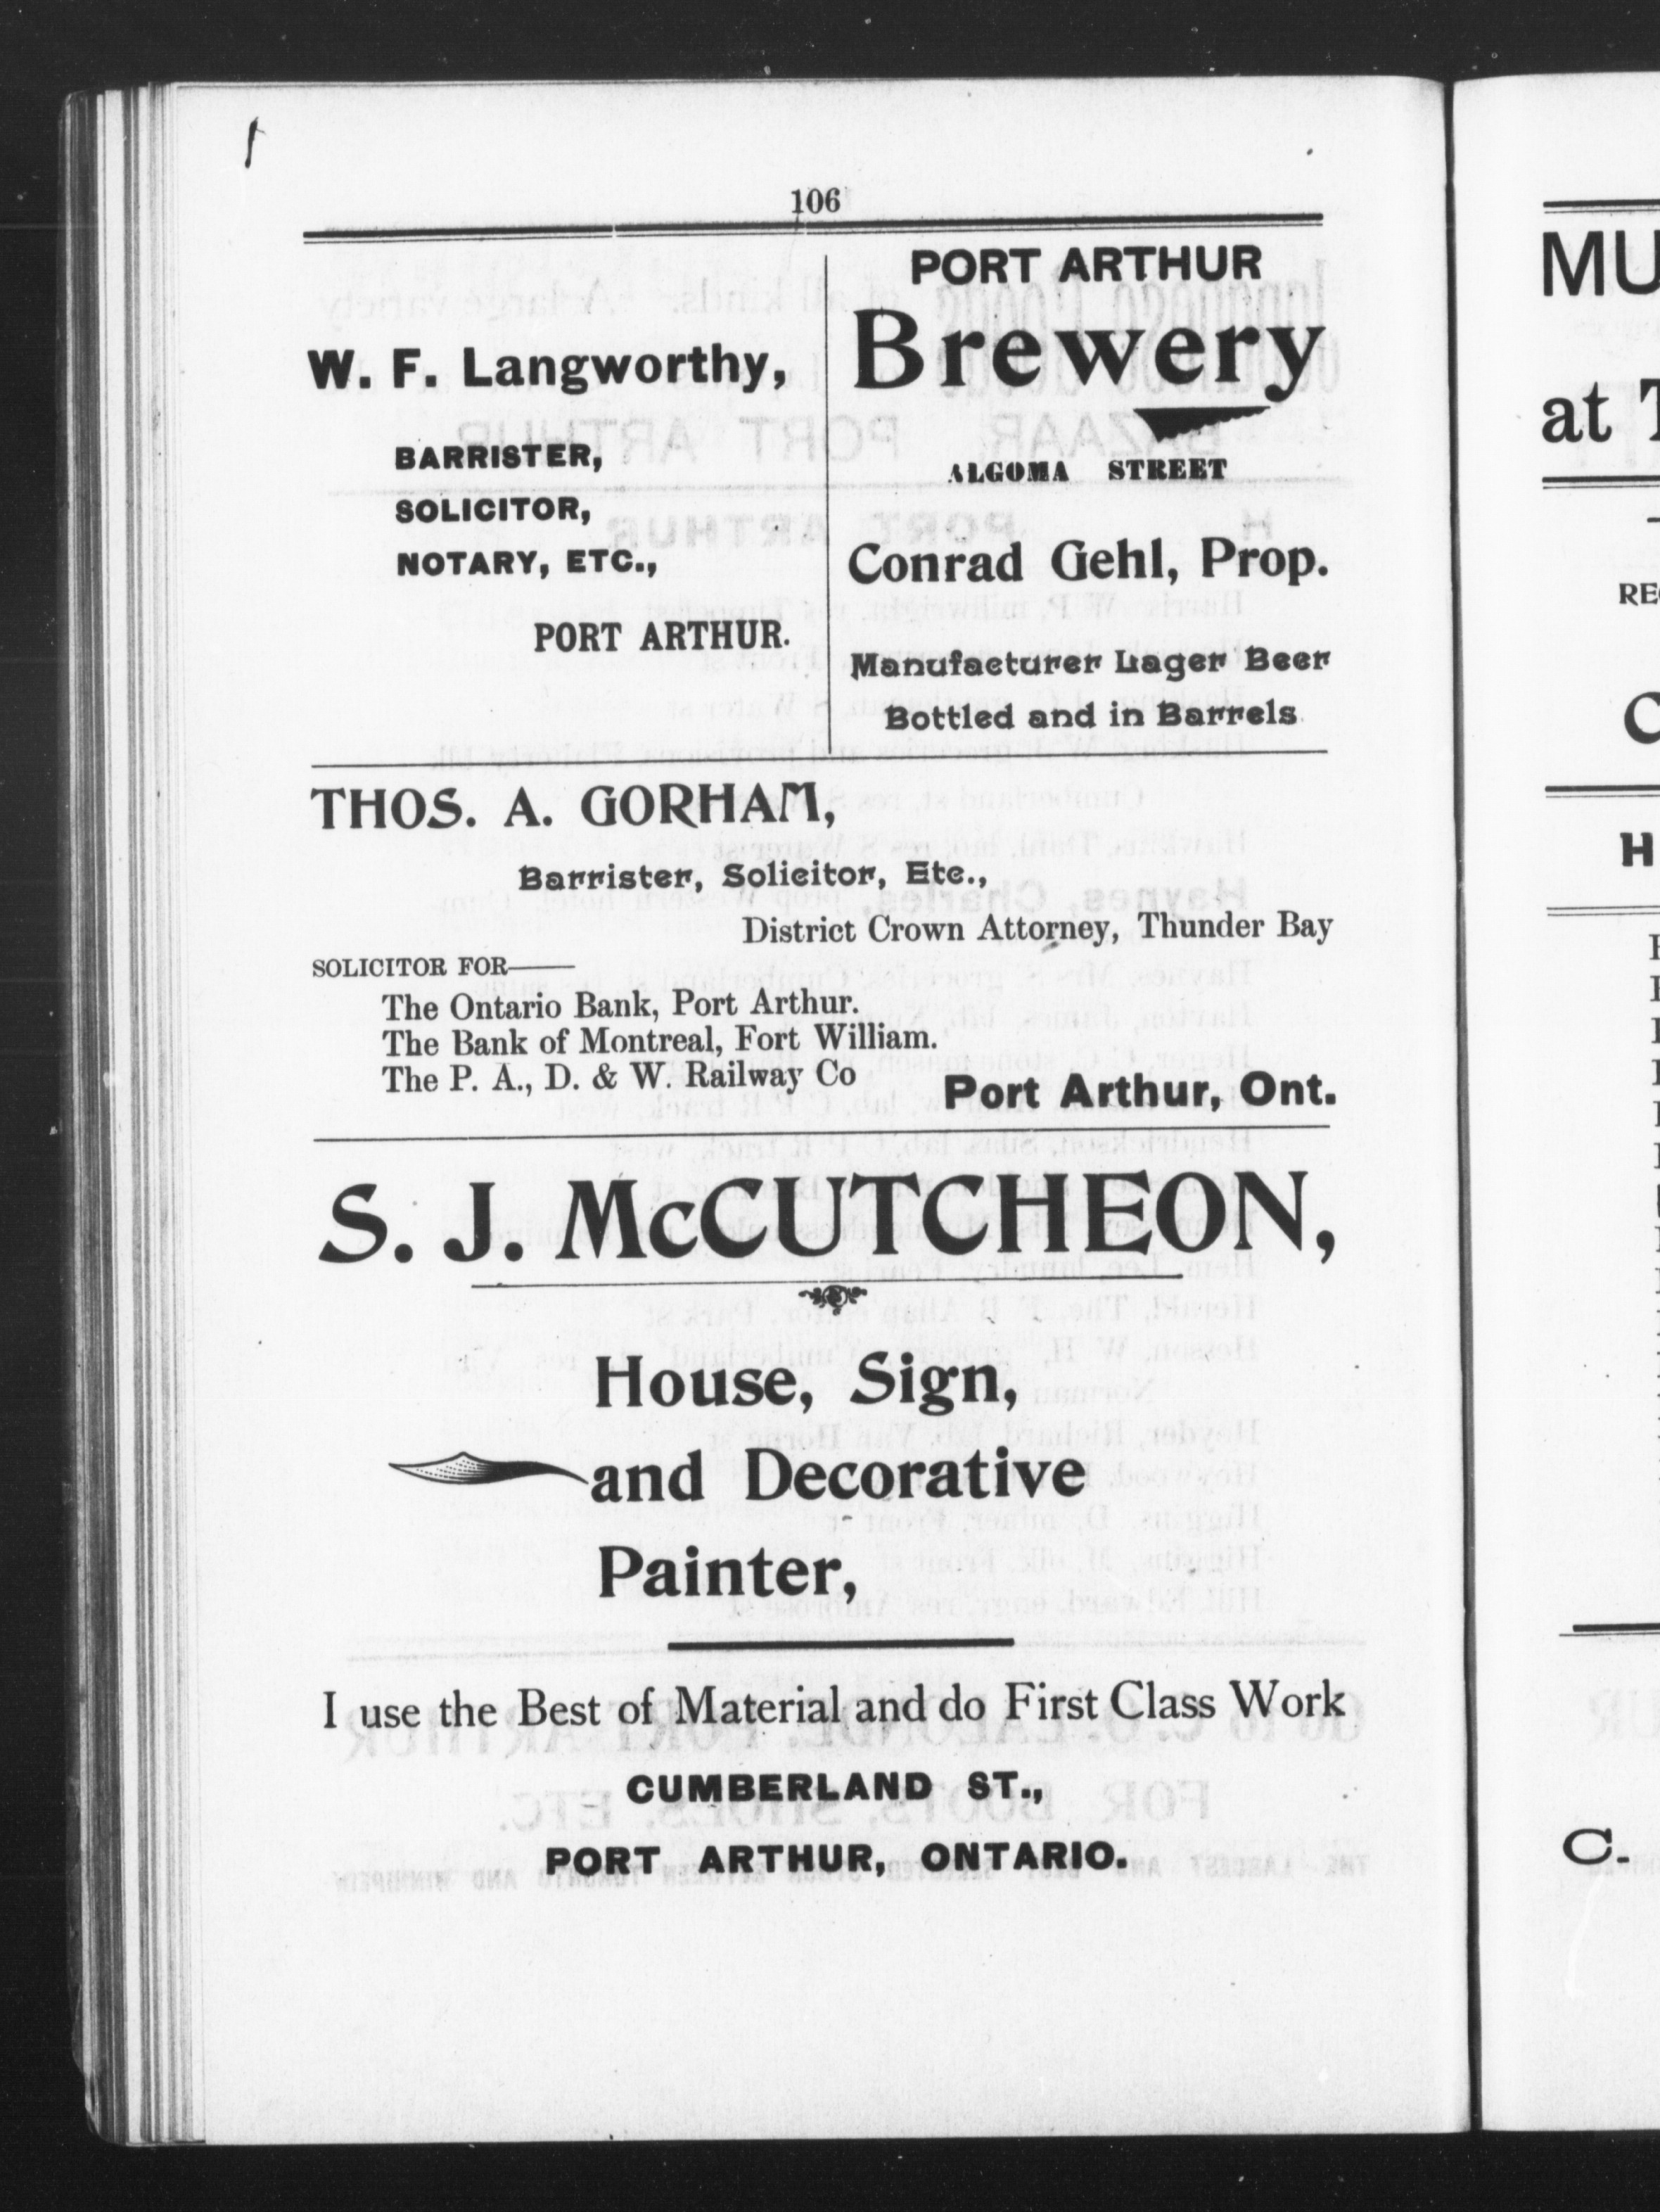 106
W. F. Langworthy,
BARRISTER,
SOLICITOR,
NOTARY, ETC.,
PORT ARTHUR.
PORT ARTHUR
Brewery
ALGOMA STREET
Conrad Gehl, Prop.
Manufacturer Lager Beer
Bottled and in Barrels
THOS. A. GORHAM,
Barrister, Solicitor, Etc.,
District Crown Attorney, Thunder Bay
SOLICITOR FOR——
The Ontario Bank, Port Arthur.
The Bank of Montreal, Fort William.
The P. A., D. & W. Railway Co
Port Arthur, Ont.
S. J. McCUTCHEON,
House, Sign,
and Decorative
Painter,
I use the Best of Material and do First Class Work
CUMBERLAND ST.,
PORT ARTHUR, ONTARIO.
MU
at T
RE
C
H
C.